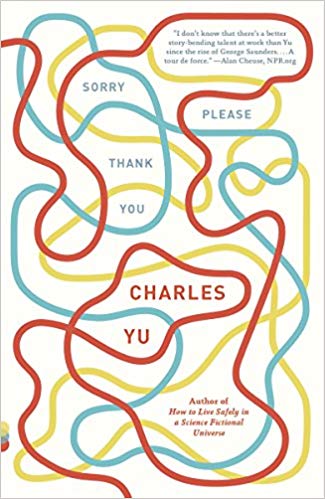 "I don't know that there's a better
story-bending talent at work than Yu
since the rise of George Saunders. . . . A
tour de force." —Alan Cheuse, NPR.org
SORRY
PLEASE
THANK
YOU
CHARLES
YU
Author of
How to Live Safely in
a Science Fictional
Universe